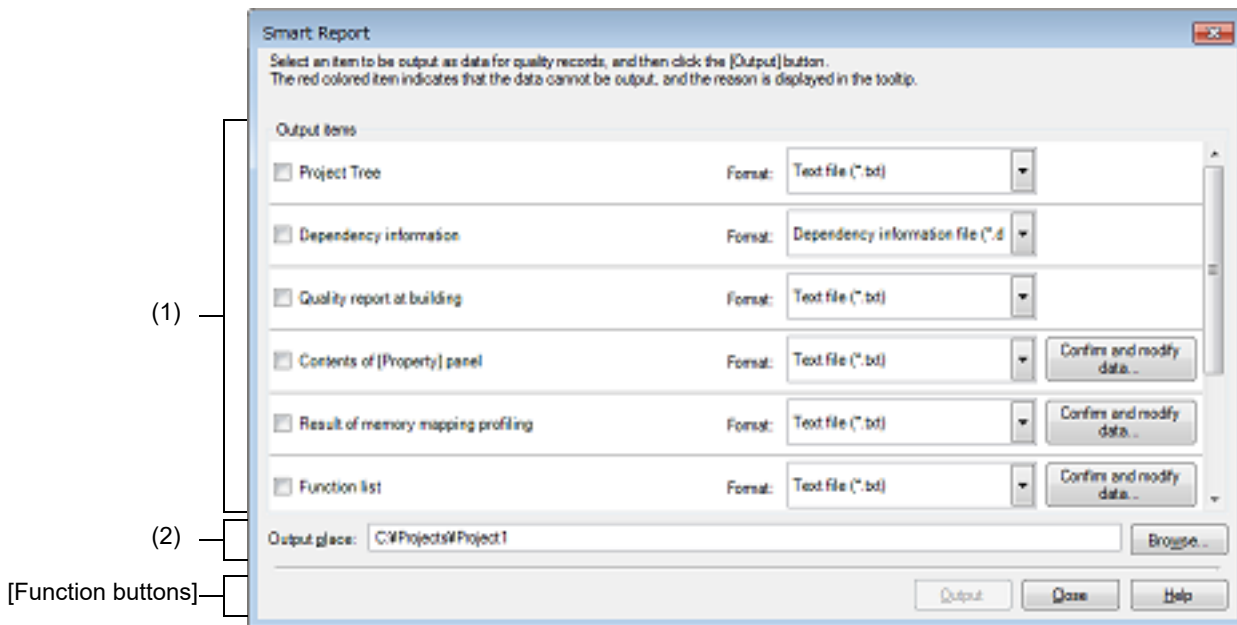 Smart Report
Select an item to be output as data for quality records, and then click the [Output] button.
The red colored item indicates that the data cannot be output, and the reason is displayed in the tooltip.
(1)
Output items
Project Tree Format: Text file (*.txt)
Dependency information Format: Dependency information file (*.d
Quality report at building Format: Text file (*.txt)
Contents of [Property] panel Format: Text file (*.txt) Confirm and modify
data...
Result of memory mapping profiling Format: Text file (*.txt) Confirm and modify
data...
Function list Format: Text file (*.txt) Confirm and modify
data...
(2)
Output place: C:¥Projects¥Project1 Browse...
[Function buttons]
Output Close Help